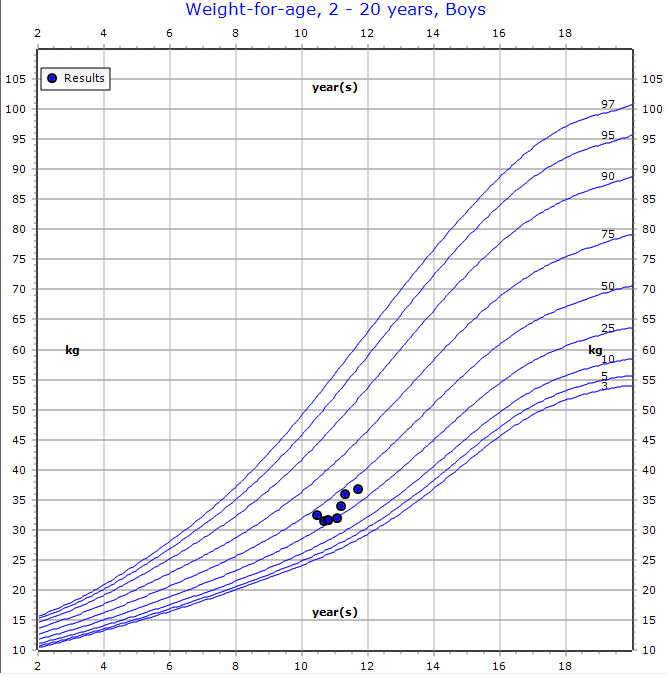 Weight-for-age, 2 - 20 years, Boys
2 4 6 8 10 12 14 16 18
Results
year(s)
105 105
100 97 100
95 95 95
90 90 90
85 85
80 80
75 75 75
70 50 70
65 65
25
60 kg kg 60
10
55 5 55
3
50 50
45 45
40 40
35 35
30 30
25 25
20 20
15 year(s) 15
10 10
2 4 6 8 10 12 14 16 18